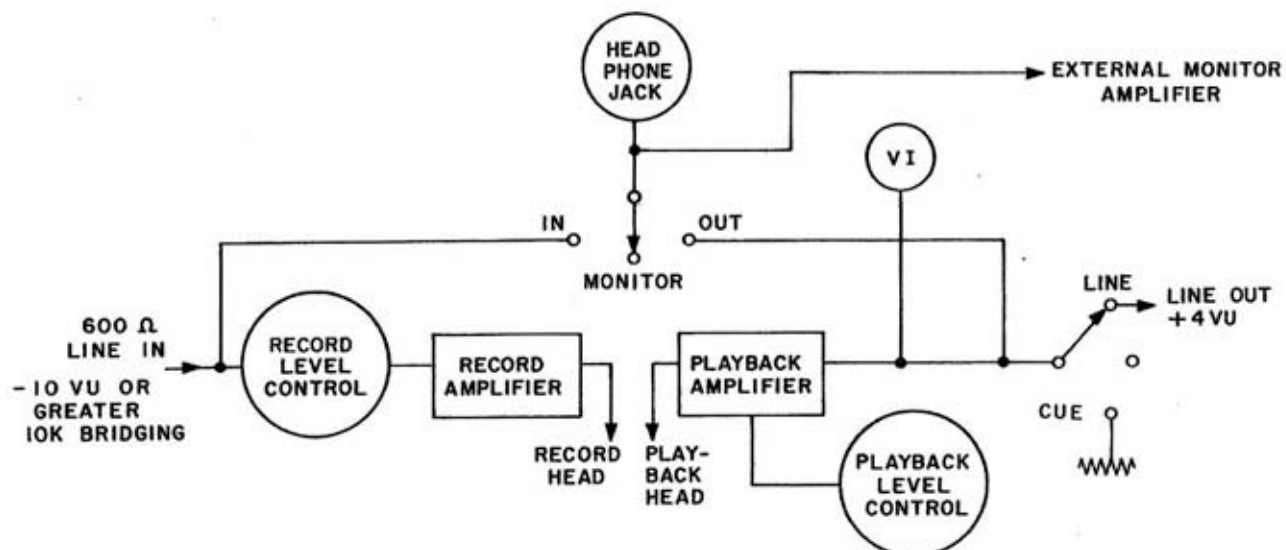 HEAD
PHONE
JACK
EXTERNAL MONITOR
AMPLIFIER
VI
IN
OUT
MONITOR
LINE
LINE OUT
+4 VU
600 Ω
LINE IN
-10 VU OR
GREATER
10K BRIDGING
RECORD
LEVEL
CONTROL
RECORD
AMPLIFIER
PLAYBACK
AMPLIFIER
CUE
RECORD
HEAD
PLAY-
BACK
HEAD
PLAYBACK
LEVEL
CONTROL